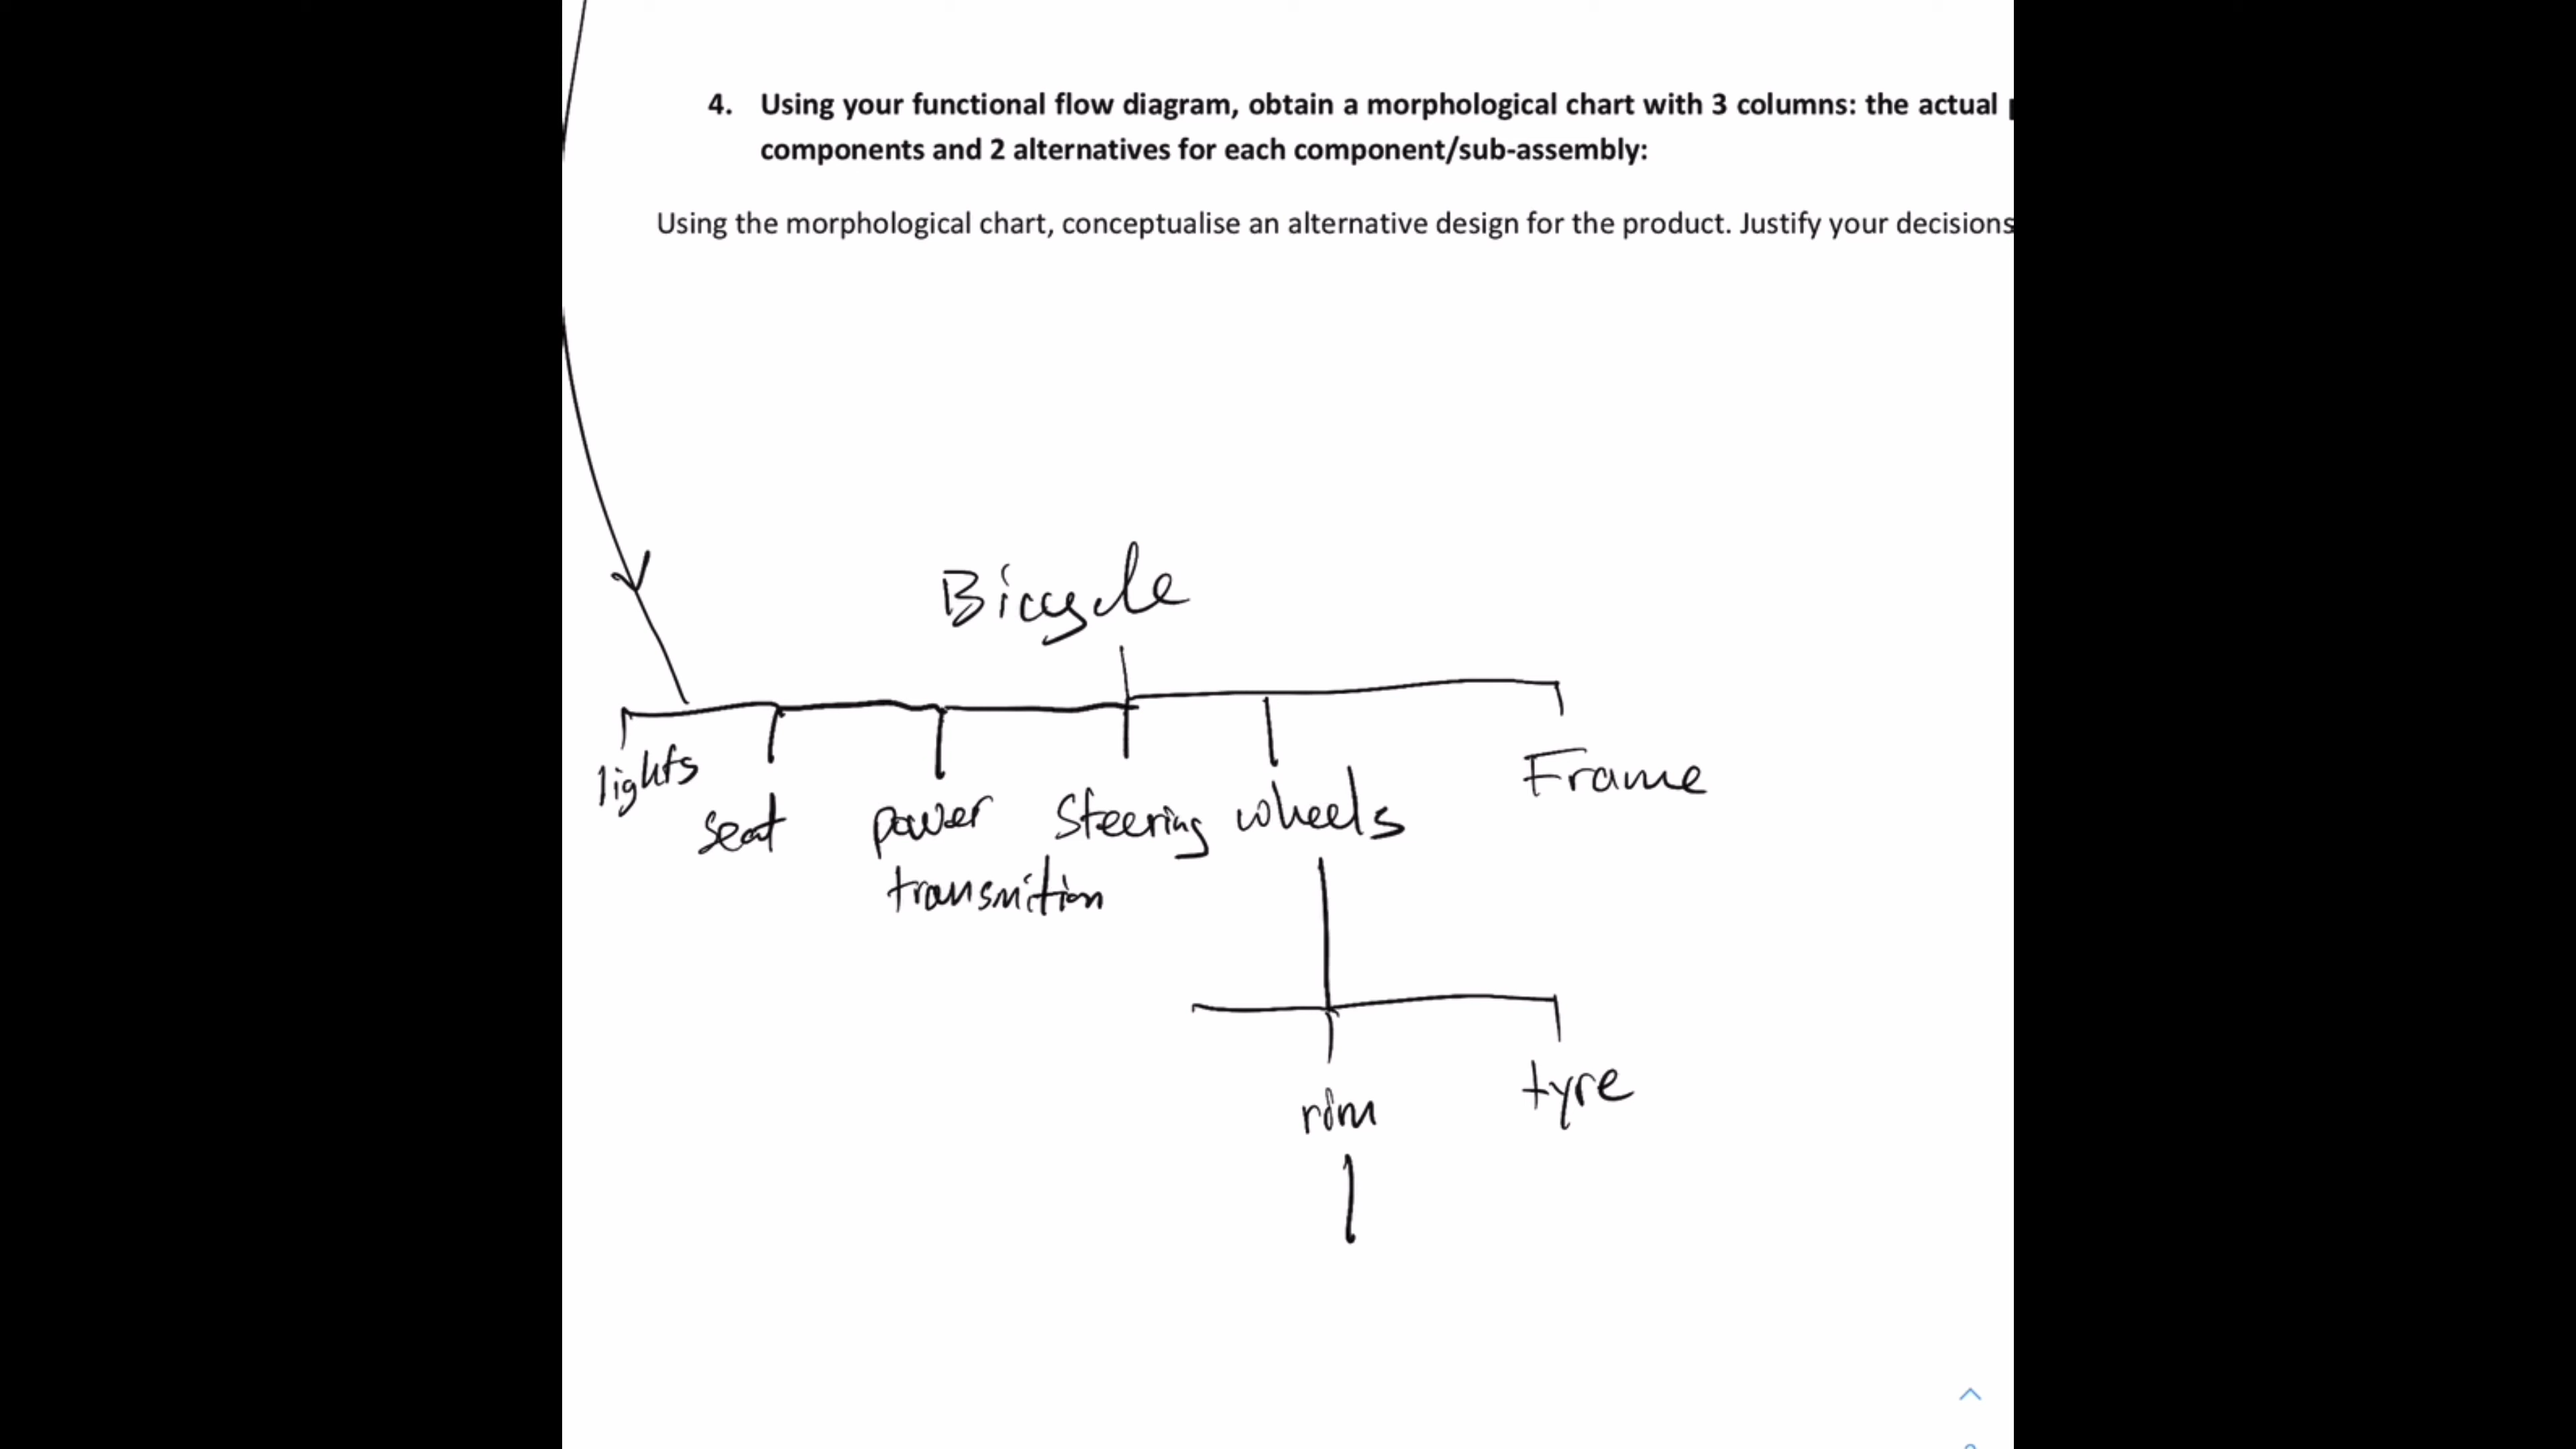 4. Using your functional flow diagram, obtain a morphological chart with 3 columns: the actual
components and 2 alternatives for each component/sub-assembly:
Using the morphological chart, conceptualise an alternative design for the product. Justify your decisions
Bicycle
lights
seat
power
transmition
steering
wheels
Frame
rim
tyre